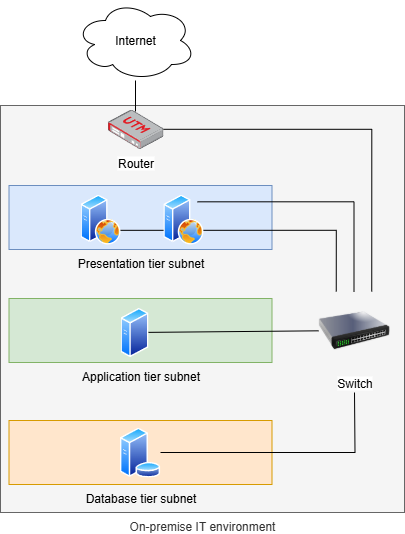 Internet
UTM
Router
Presentation tier subnet
Application tier subnet
Switch
Database tier subnet
On-premise IT environment